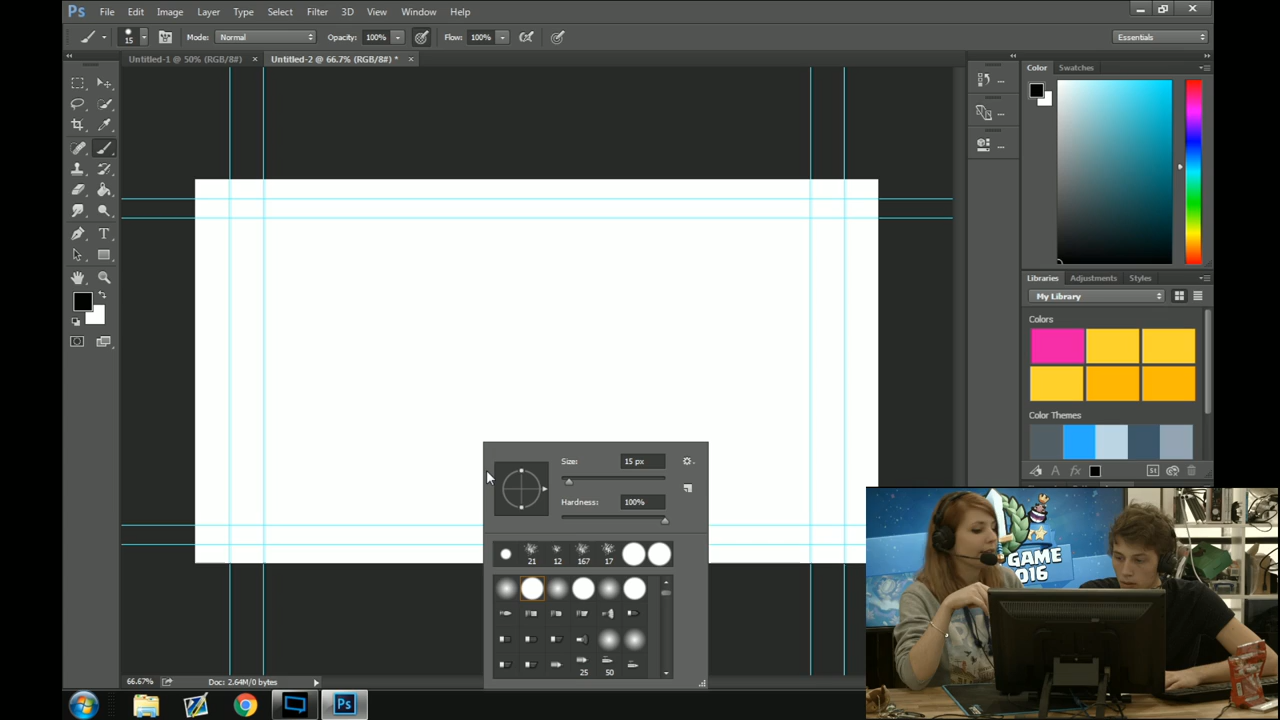 Ps File Edit Image Layer Type Select Filter 3D View Window Help
15 Mode: Normal Opacity: 100% Flow: 100% Essentials
Untitled-1 @ 50% (RGB/8#) × Untitled-2 @ 66.7% (RGB/8#) * ×
Color Swatches
Libraries Adjustments Styles
My Library
Colors
Color Themes
Size: 15 px
Hardness: 100%
21 12 167 17
25 50
66.67% Doc: 2.64M/0 bytes
GAME
2016
Ps